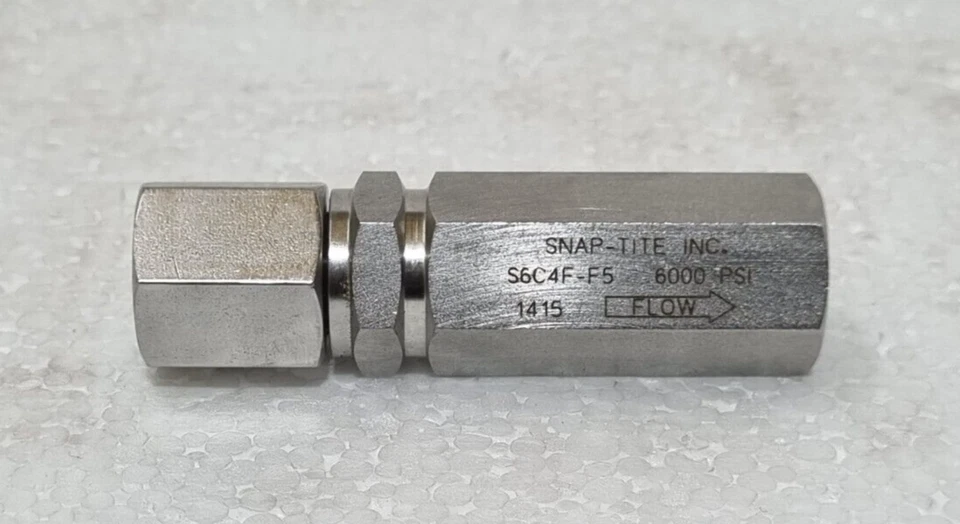 SNAP-TITE INC.
S6C4F-F5 6000 PSI
1415 FLOW